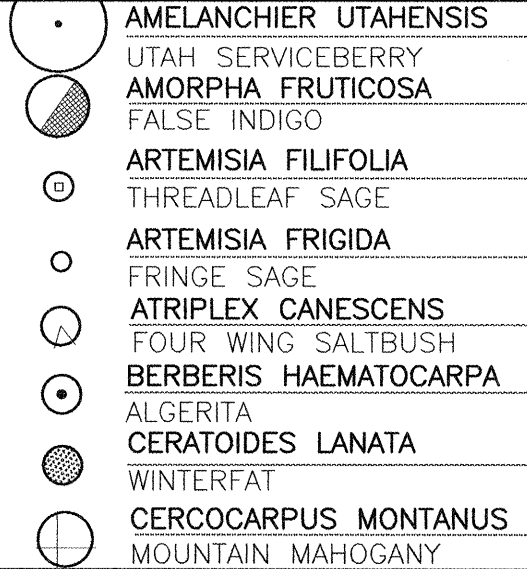 AMELANCHIER UTAHENSIS
UTAH SERVICEBERRY
AMORPHA FRUTICOSA
FALSE INDIGO
ARTEMISIA FILIFOLIA
THREADLEAF SAGE
ARTEMISIA FRIGIDA
FRINGE SAGE
ATRIPLEX CANESCENS
FOUR WING SALTBUSH
BERBERIS HAEMATOCARPA
ALGERITA
CERATOIDES LANATA
WINTERFAT
CERCOCARPUS MONTANUS
MOUNTAIN MAHOGANY